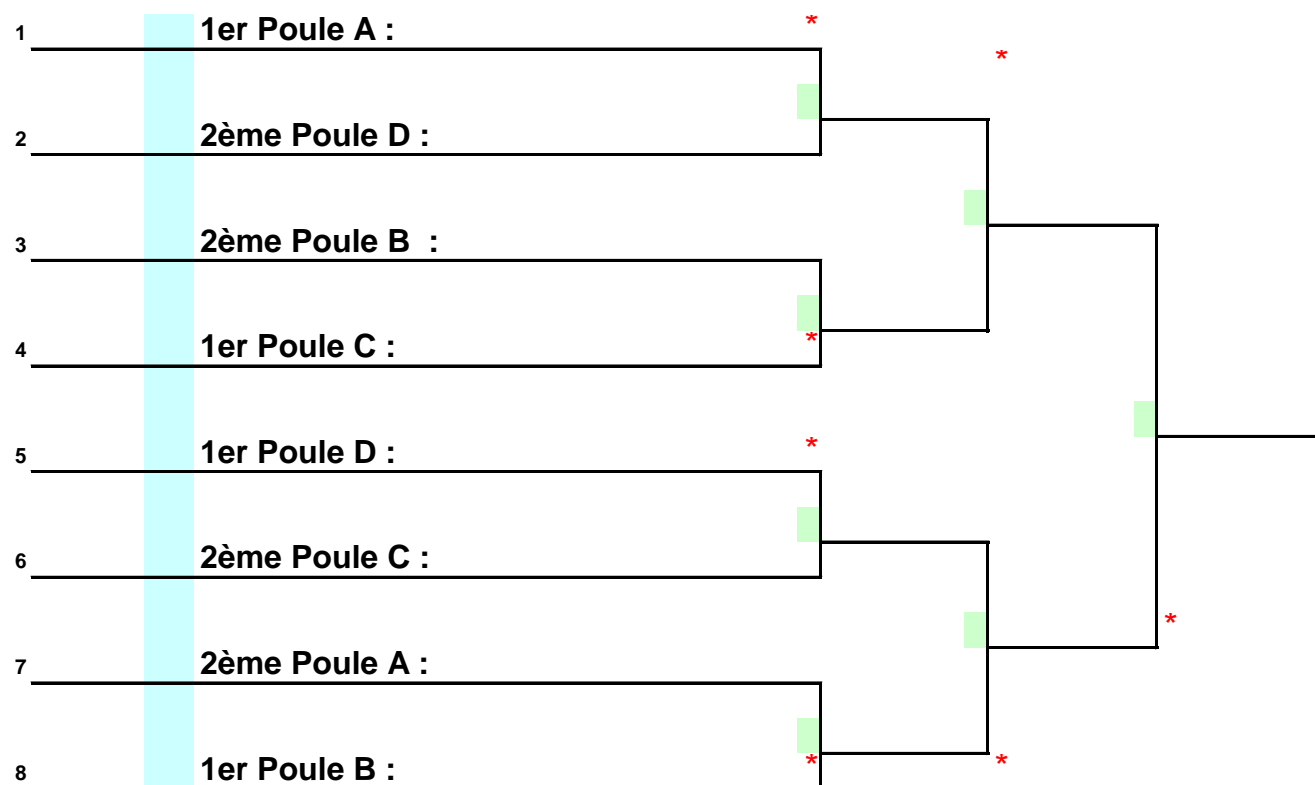 1 1er Poule A : *
*
2 2ème Poule D :
3 2ème Poule B :
4 1er Poule C : *
5 1er Poule D : *
6 2ème Poule C :
*
7 2ème Poule A :
8 1er Poule B : * *